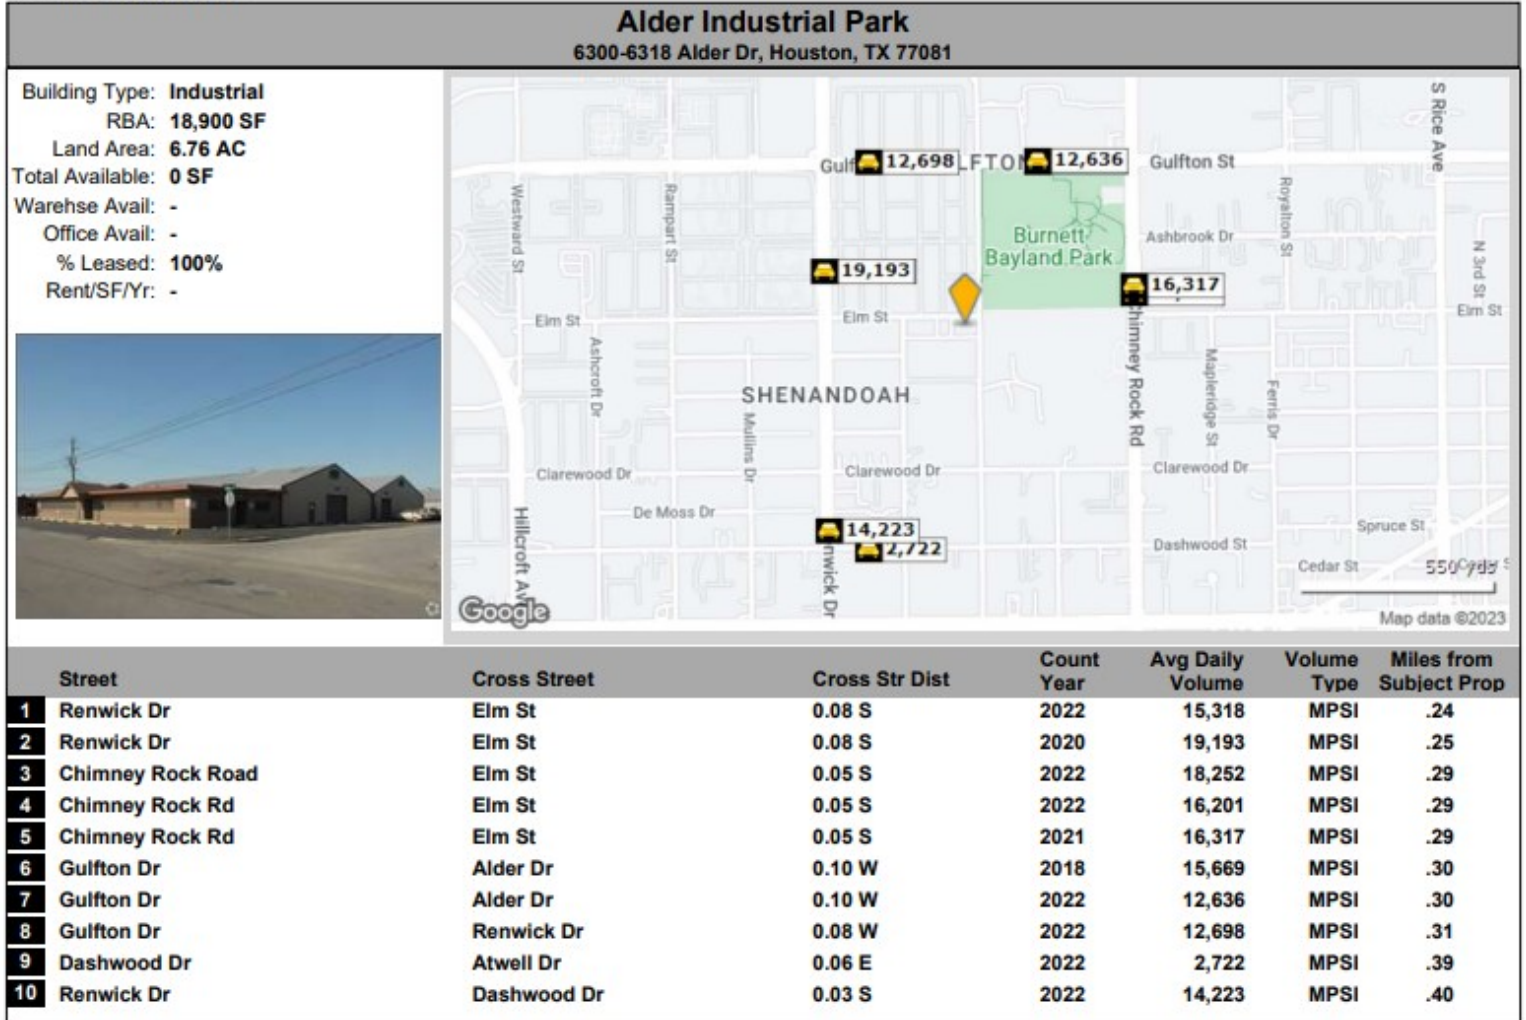 Alder Industrial Park
6300-6318 Alder Dr, Houston, TX 77081
Building Type: Industrial
RBA: 18,900 SF
Land Area: 6.76 AC
Total Available: 0 SF
Warehse Avail: -
Office Avail: -
% Leased: 100%
Rent/SF/Yr: -
S Rice Ave
Gulf
12,698
LFTON
12,636
Gulfton St
Westward St
Rampart St
Royalton St
Burnett
Bayland Park
Ashbrook Dr
N 3rd St
19,193
16,317
Elm St
Elm St
Elm St
Ashcroft Dr
himney Rock Rd
Mapleridge St
Ferris Dr
SHENANDOAH
Mullins Dr
Clarewood Dr
Clarewood Dr
Clarewood Dr
De Moss Dr
Hillcroft Av
14,223
2,722
nwick Dr
Dashwood St
Spruce St
Cedar St
550 yds
Google
Map data ©2023
Street Cross Street Cross Str Dist Count Year Avg Daily Volume Volume Type Miles from Subject Prop
1 Renwick Dr Elm St 0.08 S 2022 15,318 MPSI .24
2 Renwick Dr Elm St 0.08 S 2020 19,193 MPSI .25
3 Chimney Rock Road Elm St 0.05 S 2022 18,252 MPSI .29
4 Chimney Rock Rd Elm St 0.05 S 2022 16,201 MPSI .29
5 Chimney Rock Rd Elm St 0.05 S 2021 16,317 MPSI .29
6 Gulfton Dr Alder Dr 0.10 W 2018 15,669 MPSI .30
7 Gulfton Dr Alder Dr 0.10 W 2022 12,636 MPSI .30
8 Gulfton Dr Renwick Dr 0.08 W 2022 12,698 MPSI .31
9 Dashwood Dr Atwell Dr 0.06 E 2022 2,722 MPSI .39
10 Renwick Dr Dashwood Dr 0.03 S 2022 14,223 MPSI .40